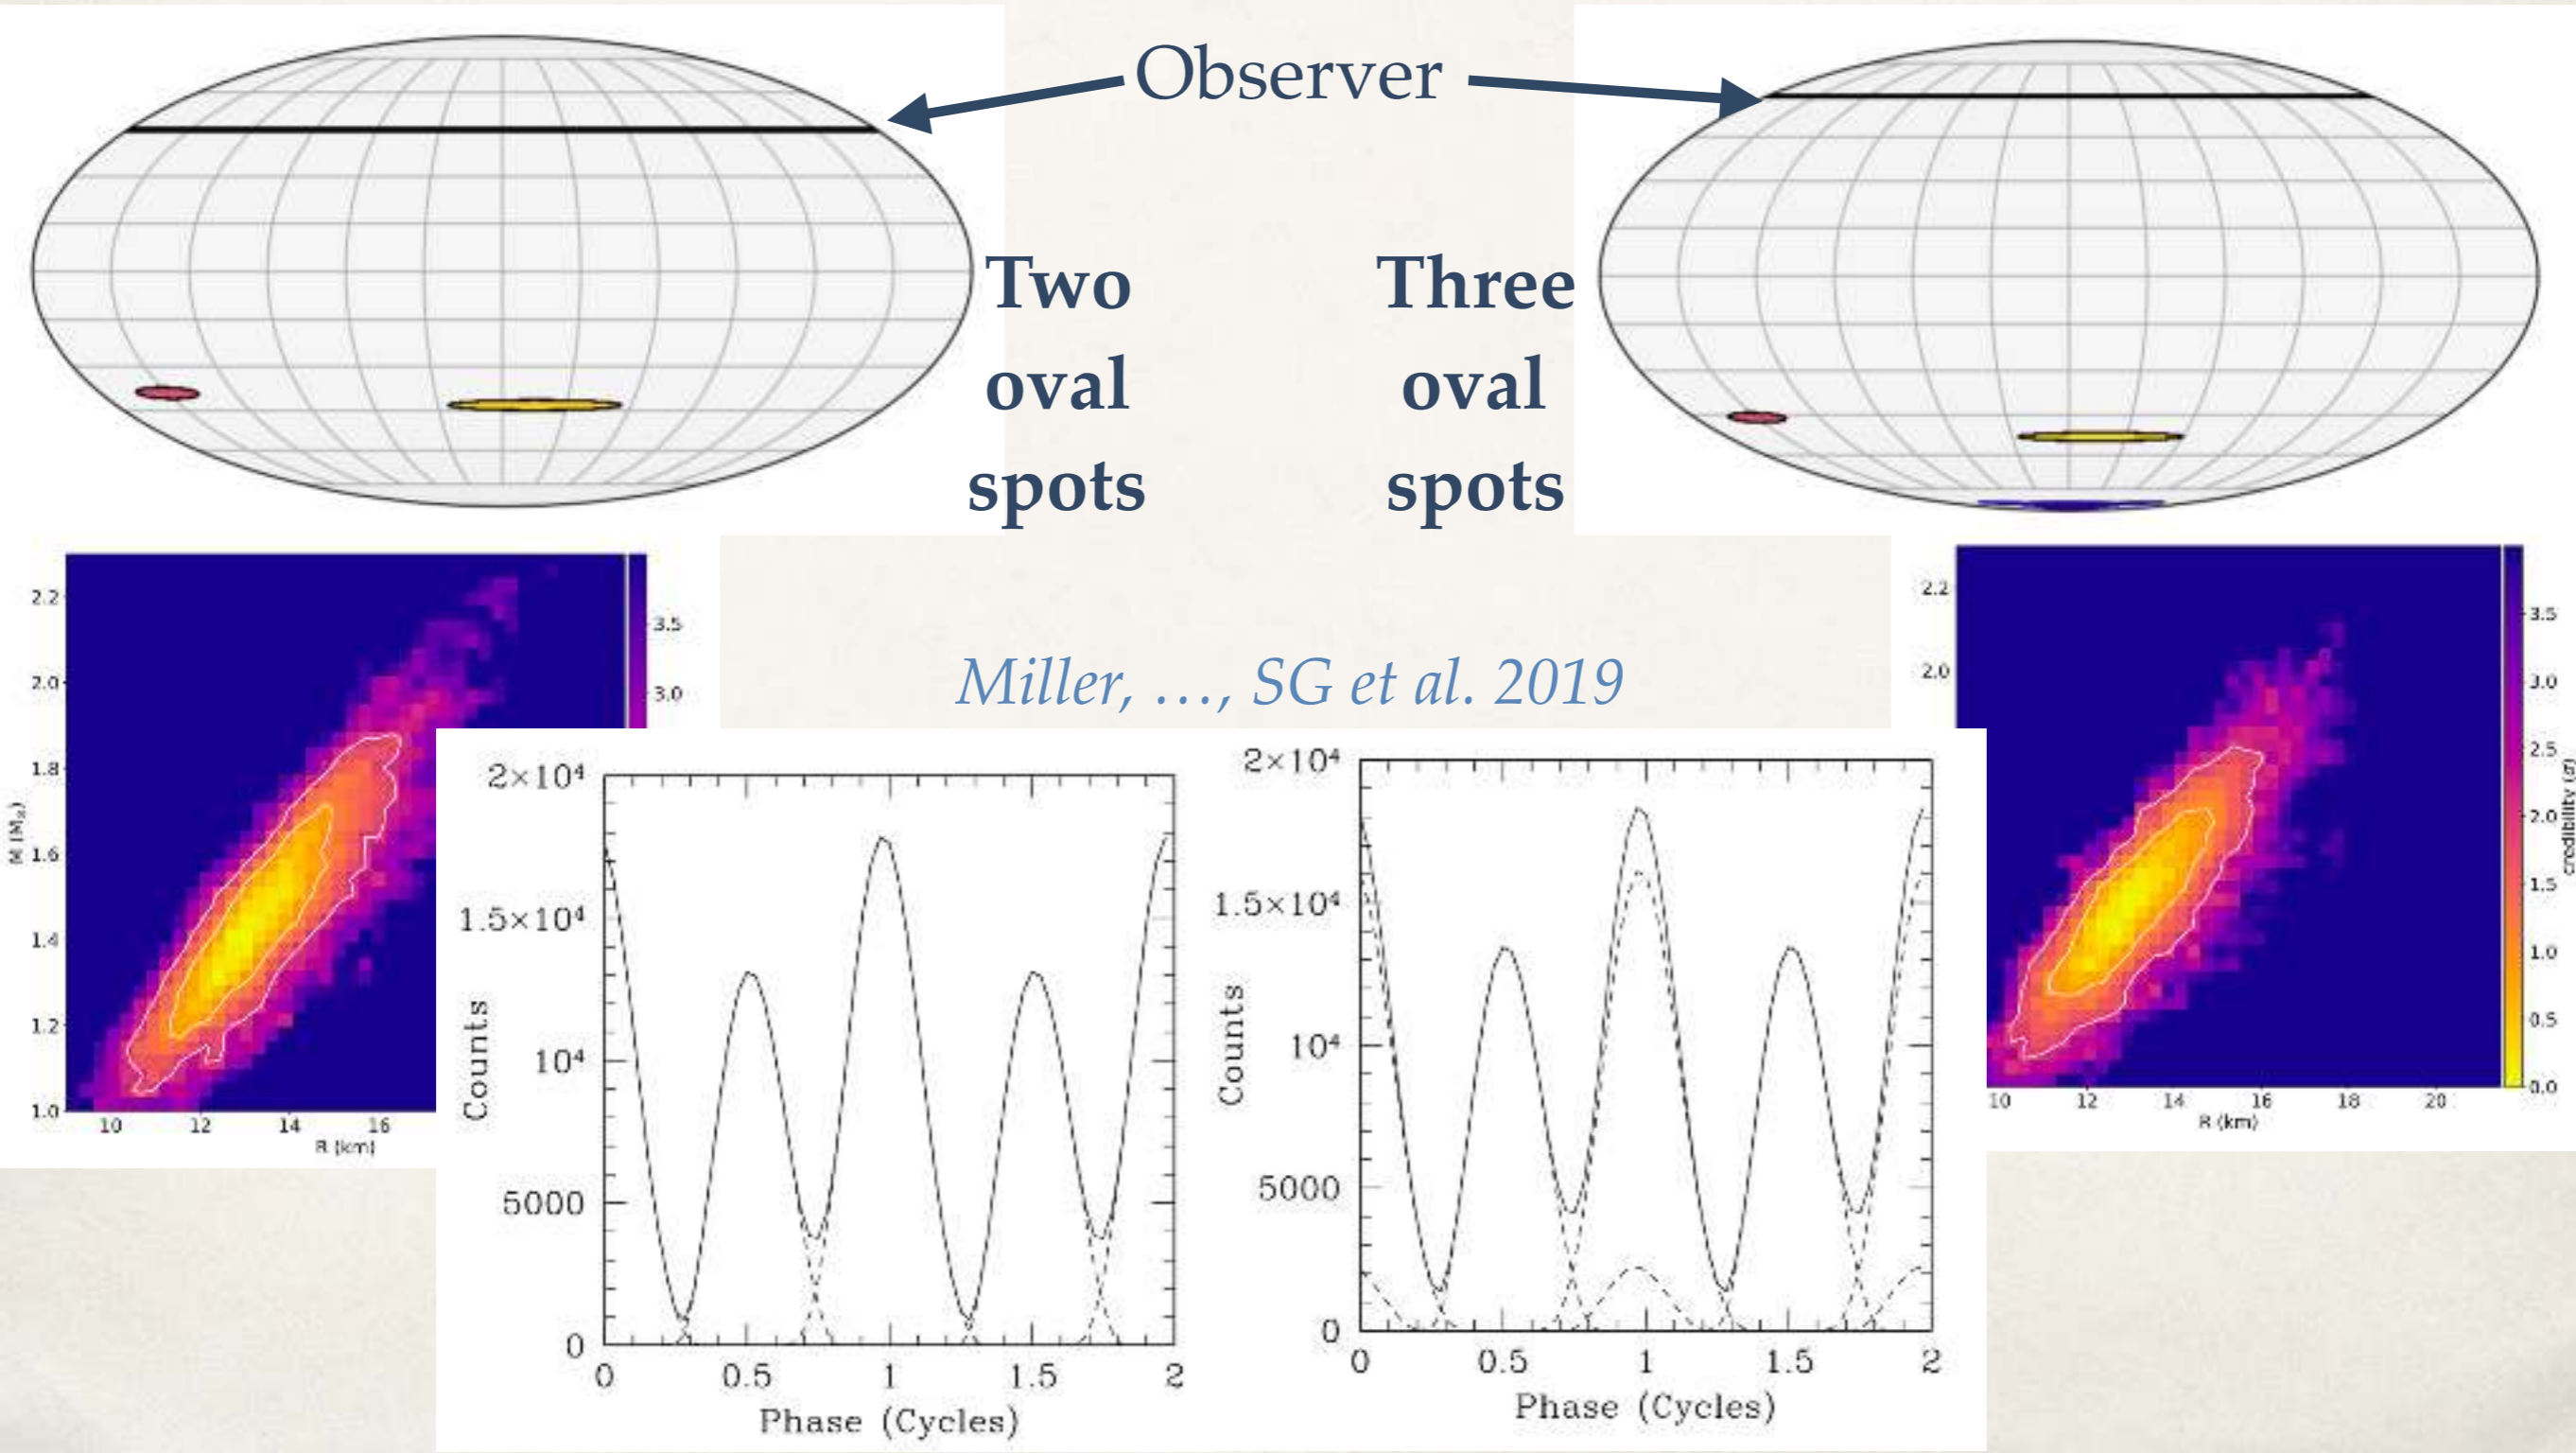 Observer
Two
oval
spots
Three
oval
spots
Miller, …, SG et al. 2019
2.2
2.0
1.8
1.6
1.4
1.2
1.0
M (M☉)
10 12 14 16
R (km)
3.5
3.0
2×10⁴
1.5×10⁴
10⁴
5000
0
Counts
0 0.5 1 1.5 2
Phase (Cycles)
2×10⁴
1.5×10⁴
10⁴
5000
0
Counts
0 0.5 1 1.5 2
Phase (Cycles)
2.2
2.0
10 12 14 16 18 20
R (km)
3.5
3.0
2.5
2.0
1.5
1.0
0.5
0.0
credibility (σ)